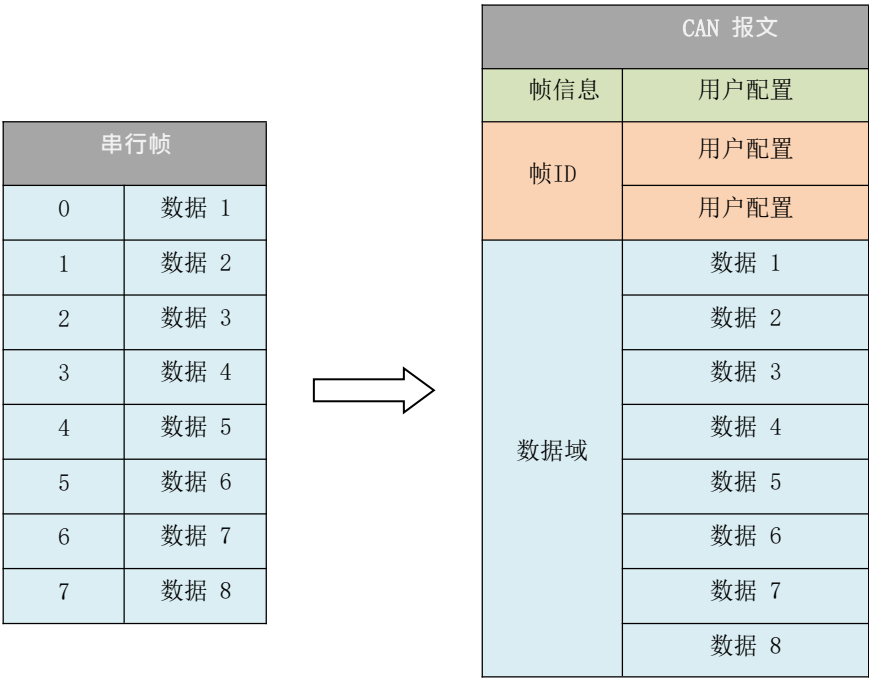 串行帧
0 数据 1
1 数据 2
2 数据 3
3 数据 4
4 数据 5
5 数据 6
6 数据 7
7 数据 8
CAN 报文
帧信息 用户配置
帧ID 用户配置
用户配置
数据域
数据 1
数据 2
数据 3
数据 4
数据 5
数据 6
数据 7
数据 8